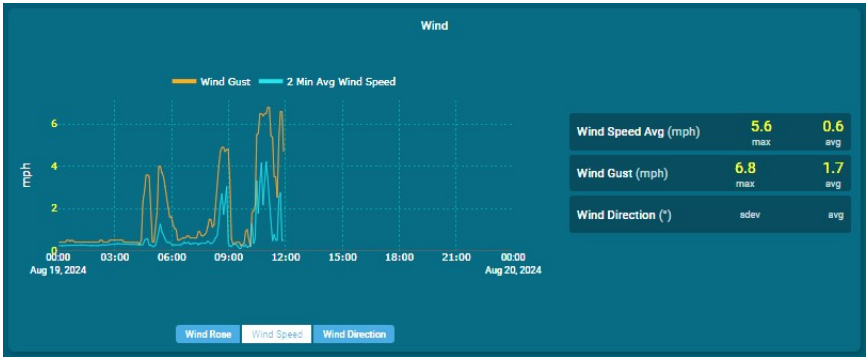 Wind
Wind Gust 2 Min Avg Wind Speed
mph
6
4
2
0
00:00 03:00 06:00 09:00 12:00 15:00 18:00 21:00 00:00
Aug 19, 2024 Aug 20, 2024
Wind Speed Avg (mph) 5.6 0.6
max avg
Wind Gust (mph) 6.8 1.7
max avg
Wind Direction (°) sdev avg
Wind Rose Wind Speed Wind Direction